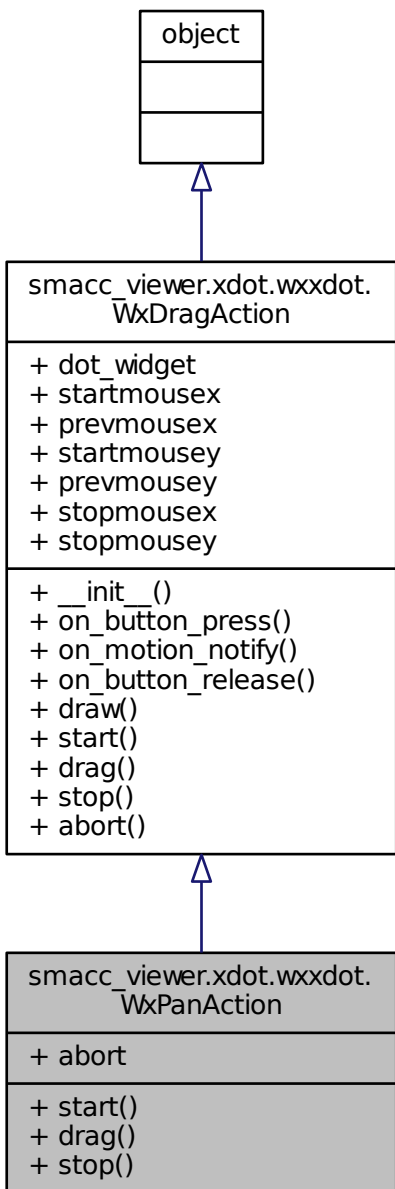 object
smacc_viewer.xdot.wxxdot.
WxDragAction
+ dot_widget
+ startmousex
+ prevmousex
+ startmousey
+ prevmousey
+ stopmousex
+ stopmousey
+ __init__()
+ on_button_press()
+ on_motion_notify()
+ on_button_release()
+ draw()
+ start()
+ drag()
+ stop()
+ abort()
smacc_viewer.xdot.wxxdot.
WxPanAction
+ abort
+ start()
+ drag()
+ stop()